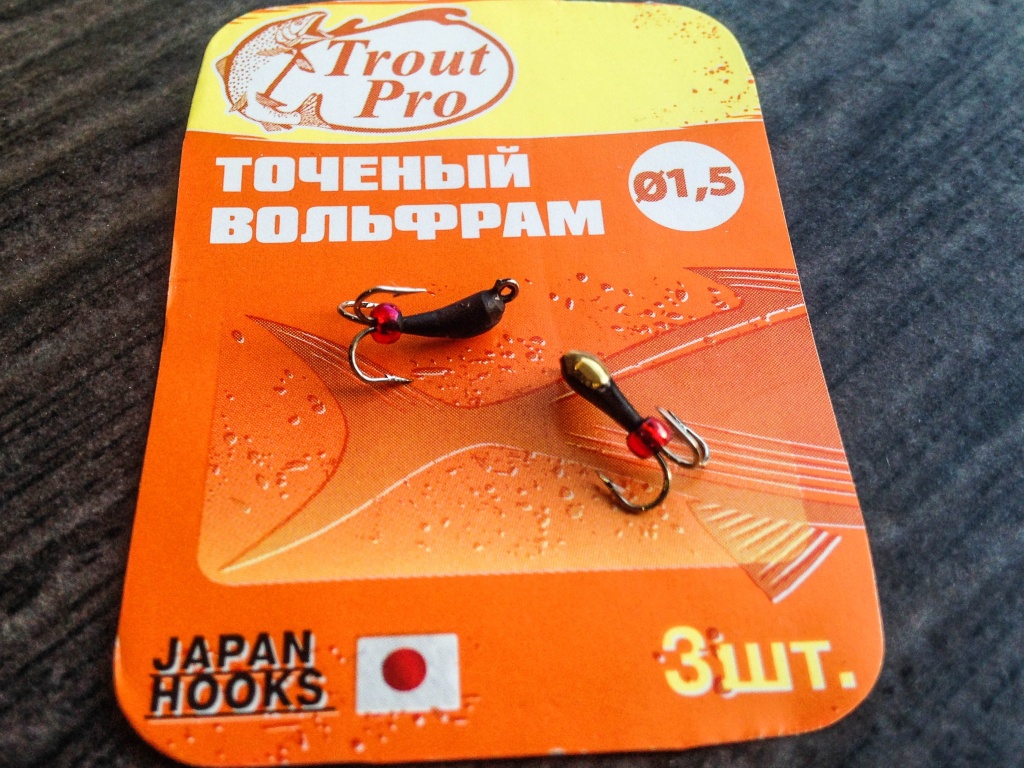 Trout
Pro
ТОЧЕНЫЙ
ВОЛЬФРАМ
Ø1,5
JAPAN
HOOKS
3шт.